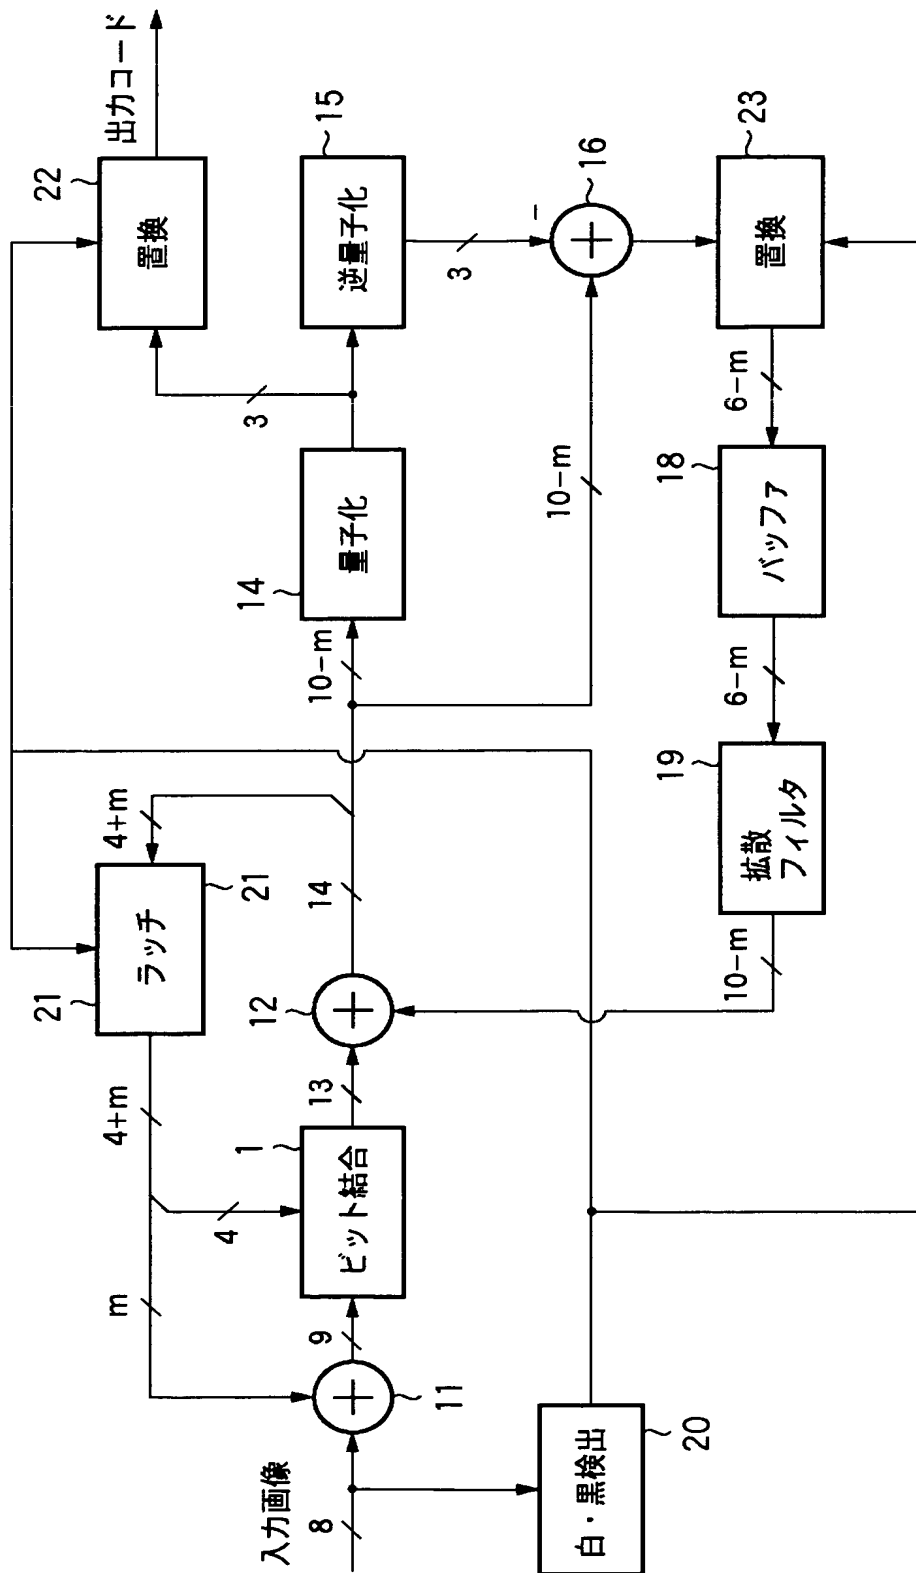 入力画像
8
白・黒検出
20
11
m
9
ビット結合
1
4
4+m
13
12
ラッチ
21
21
4+m
14
10-m
量子化
14
3
置換
22
出力コード
逆量子化
15
3
-
16
10-m
置換
23
6-m
バッファ
18
6-m
拡散
フィルタ
19
10-m